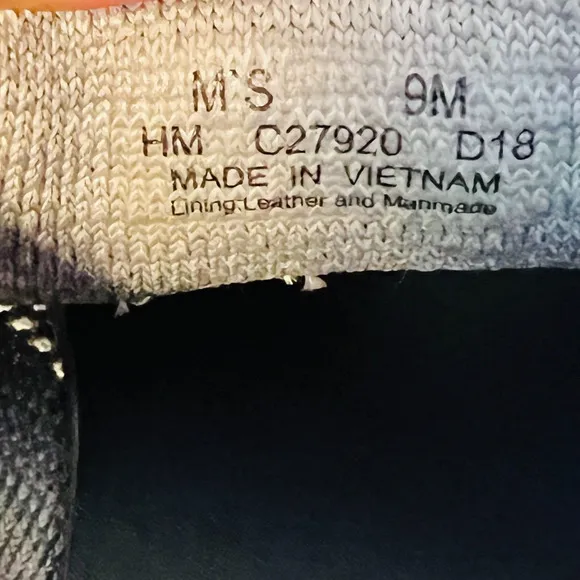 M'S 9M
HM C27920 D18
MADE IN VIETNAM
Lining:Leather and Manmade